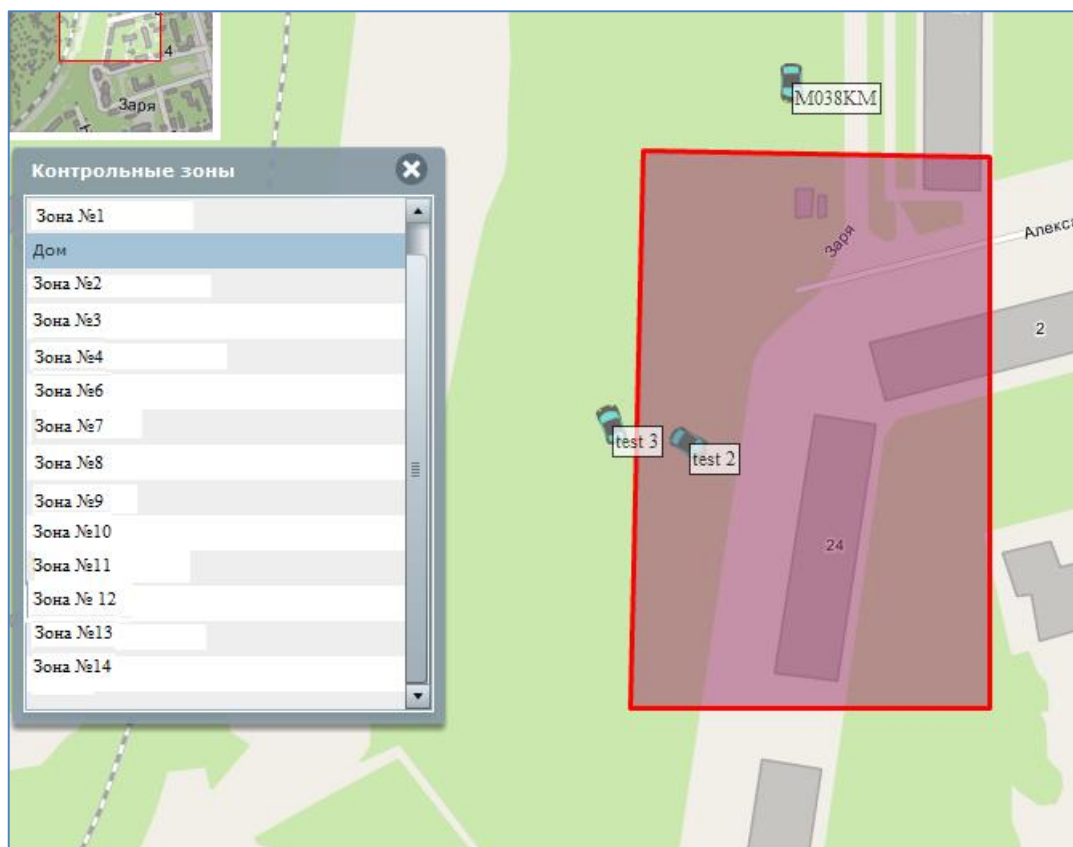 4
Заря
Контрольные зоны
Зона №1
Дом
Зона №2
Зона №3
Зона №4
Зона №6
Зона №7
Зона №8
Зона №9
Зона №10
Зона №11
Зона № 12
Зона №13
Зона №14
M038KM
Заря
Алекса
2
test 3
test 2
24